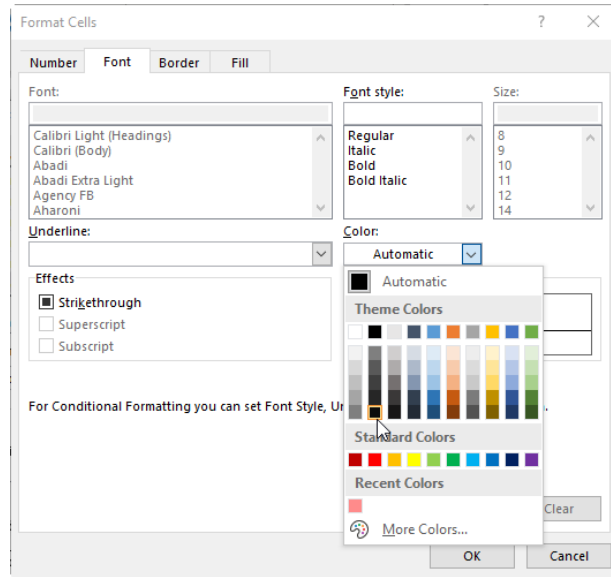 Format Cells ?
Number Font Border Fill
Font: Font style: Size:
Calibri Light (Headings) Regular 8
Calibri (Body) Italic 9
Abadi Bold 10
Abadi Extra Light Bold Italic 11
Agency FB 12
Aharoni 14
Underline: Color:
Automatic
Effects Automatic
Strikethrough Theme Colors
Superscript
Subscript
For Conditional Formatting you can set Font Style, Un
Standard Colors
Recent Colors
Clear
More Colors...
OK Cancel